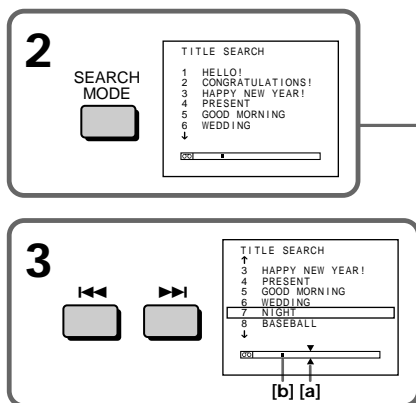 2
SEARCH
MODE
TITLE SEARCH
1 HELLO!
2 CONGRATULATIONS!
3 HAPPY NEW YEAR!
4 PRESENT
5 GOOD MORNING
6 WEDDING
↓
3
TITLE SEARCH
↑
3 HAPPY NEW YEAR!
4 PRESENT
5 GOOD MORNING
6 WEDDING
7 NIGHT
8 BASEBALL
↓
[b] [a]